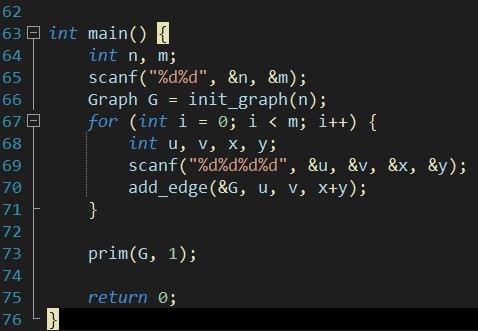 62
63 int main() {
64     int n, m;
65     scanf("%d%d", &n, &m);
66     Graph G = init_graph(n);
67     for (int i = 0; i < m; i++) {
68         int u, v, x, y;
69         scanf("%d%d%d%d", &u, &v, &x, &y);
70         add_edge(&G, u, v, x+y);
71     }
72
73     prim(G, 1);
74
75     return 0;
76 }